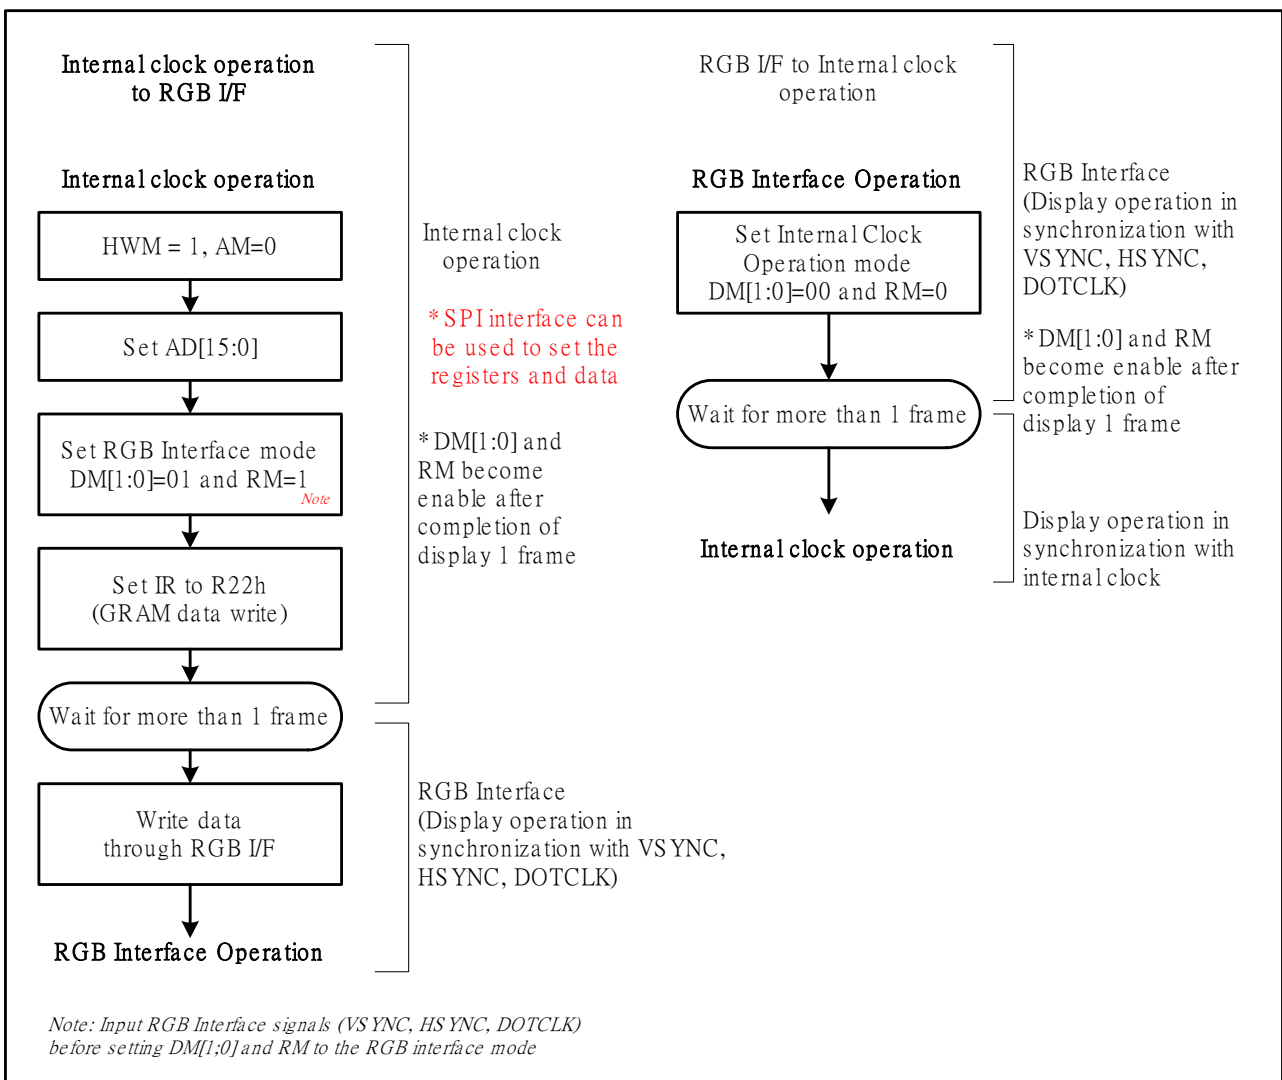 Internal clock operation
to RGB I/F
Internal clock operation
HWM = 1, AM=0
Set AD[15:0]
Set RGB Interface mode
DM[1:0]=01 and RM=1
Note
Set IR to R22h
(GRAM data write)
Wait for more than 1 frame
Write data
through RGB I/F
RGB Interface Operation
Internal clock
operation
* SPI interface can
be used to set the
registers and data
* DM[1:0] and
RM become
enable after
completion of
display 1 frame
RGB Interface
(Display operation in
synchronization with VSYNC,
HSYNC, DOTCLK)
RGB I/F to Internal clock
operation
RGB Interface Operation
Set Internal Clock
Operation mode
DM[1:0]=00 and RM=0
Wait for more than 1 frame
Internal clock operation
RGB Interface
(Display operation in
synchronization with
VSYNC, HSYNC,
DOTCLK)
* DM[1:0] and RM
become enable after
completion of
display 1 frame
Display operation in
synchronization with
internal clock
Note: Input RGB Interface signals (VSYNC, HSYNC, DOTCLK)
before setting DM[1;0] and RM to the RGB interface mode